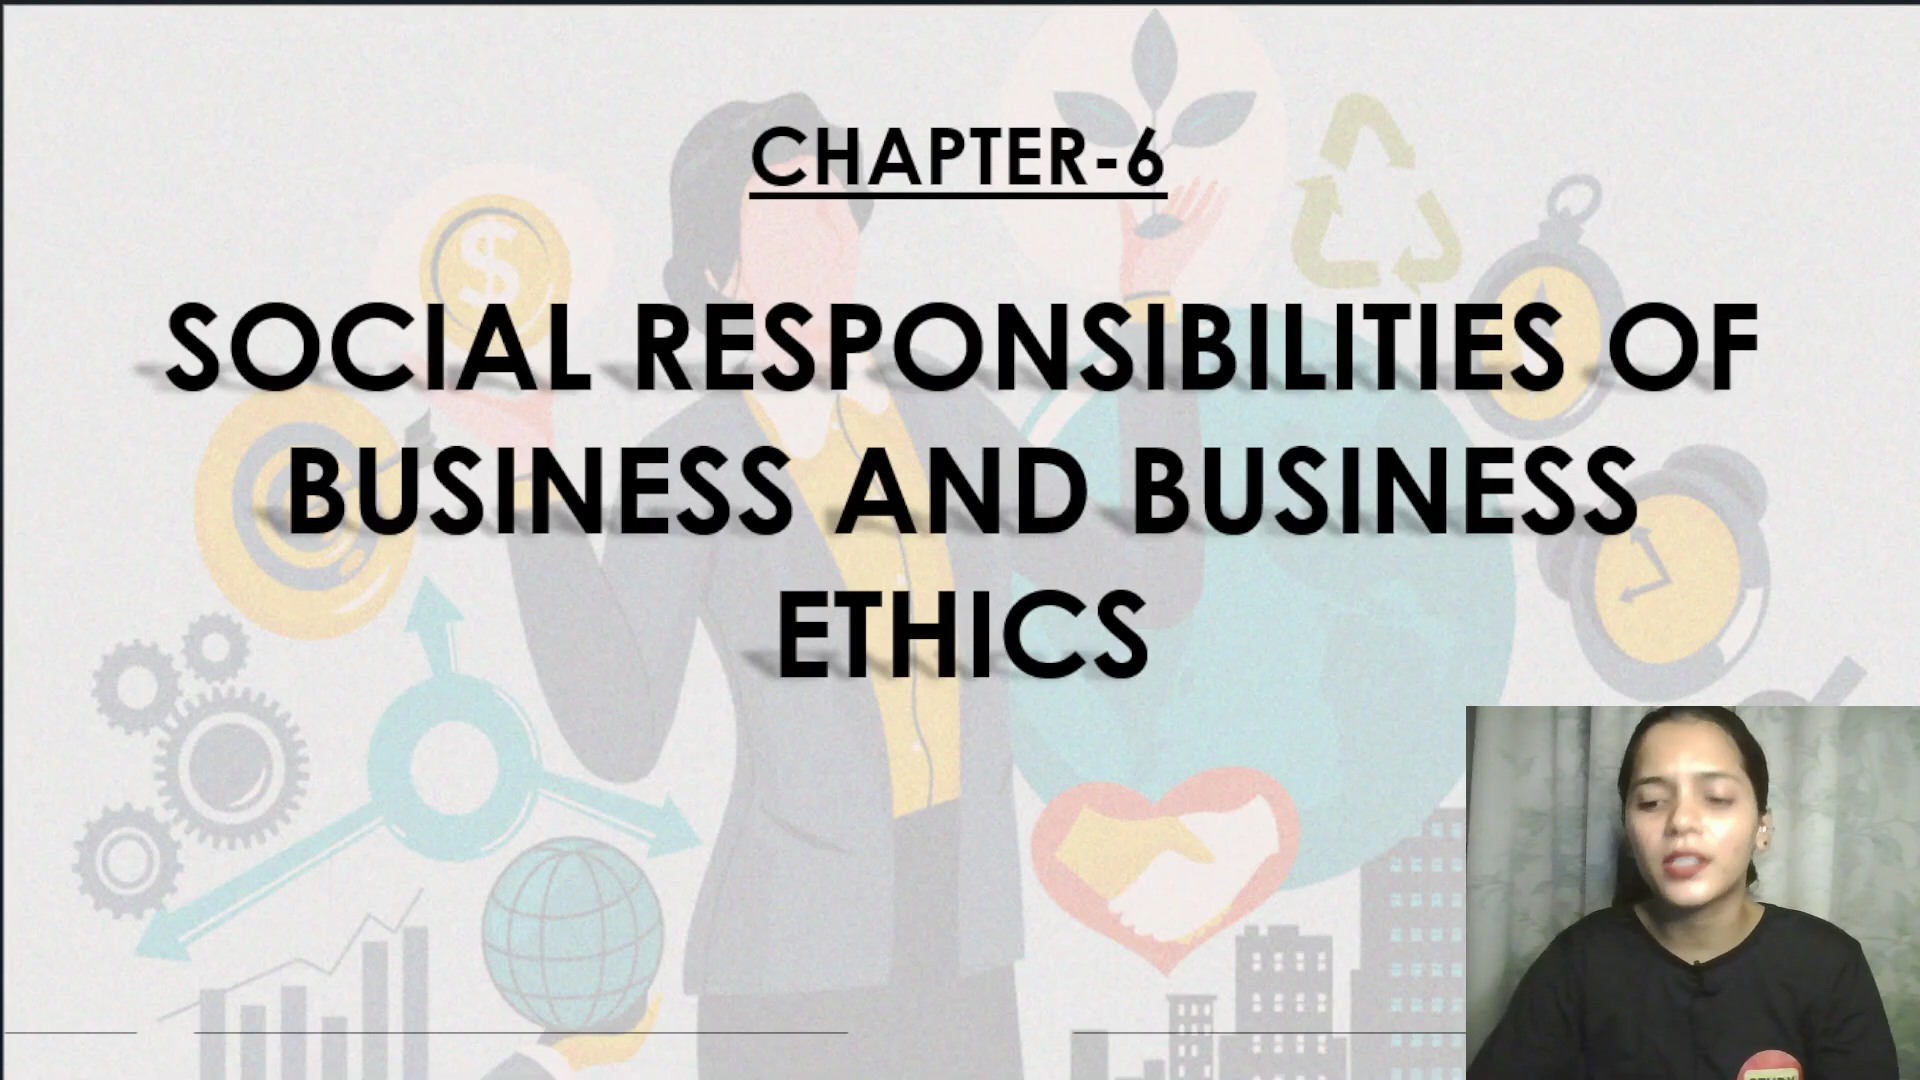 CHAPTER-6
SOCIAL RESPONSIBILITIES OF
BUSINESS AND BUSINESS
ETHICS
$